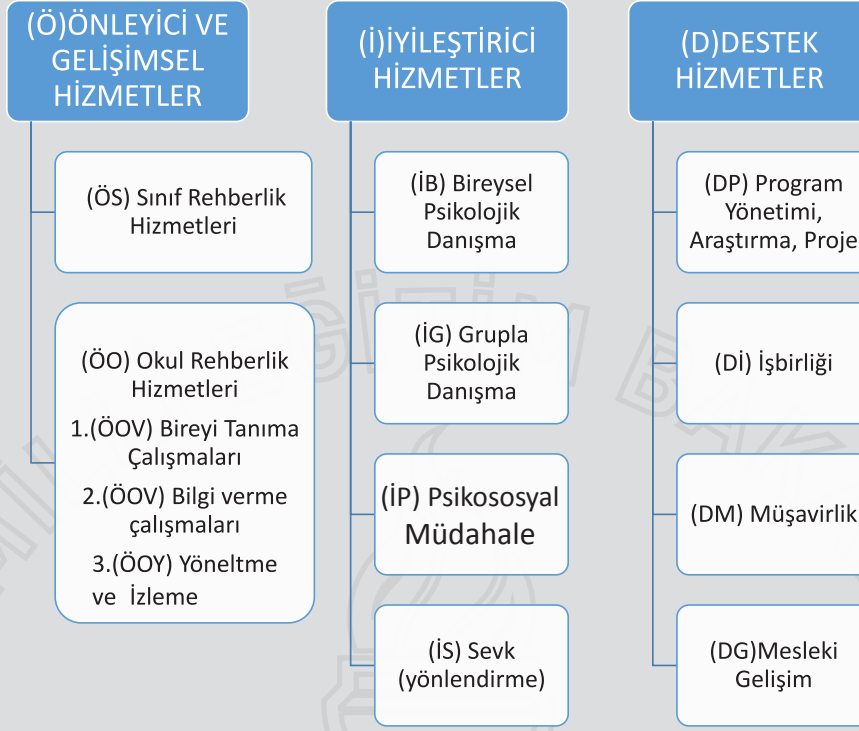 (Ö)ÖNLEYİCİ VE
GELİŞİMSEL
HİZMETLER
(ÖS) Sınıf Rehberlik
Hizmetleri
(ÖO) Okul Rehberlik
Hizmetleri
1.(ÖOV) Bireyi Tanıma
Çalışmaları
2.(ÖOV) Bilgi verme
çalışmaları
3.(ÖOY) Yöneltme
ve İzleme
(İ)İYİLEŞTİRİCİ
HİZMETLER
(İB) Bireysel
Psikolojik
Danışma
(İG) Grupla
Psikolojik
Danışma
(İP) Psikososyal
Müdahale
(İS) Sevk
(yönlendirme)
(D)DESTEK
HİZMETLER
(DP) Program
Yönetimi,
Araştırma, Proje
(Dİ) İşbirliği
(DM) Müşavirlik
(DG)Mesleki
Gelişim
EĞİTİM